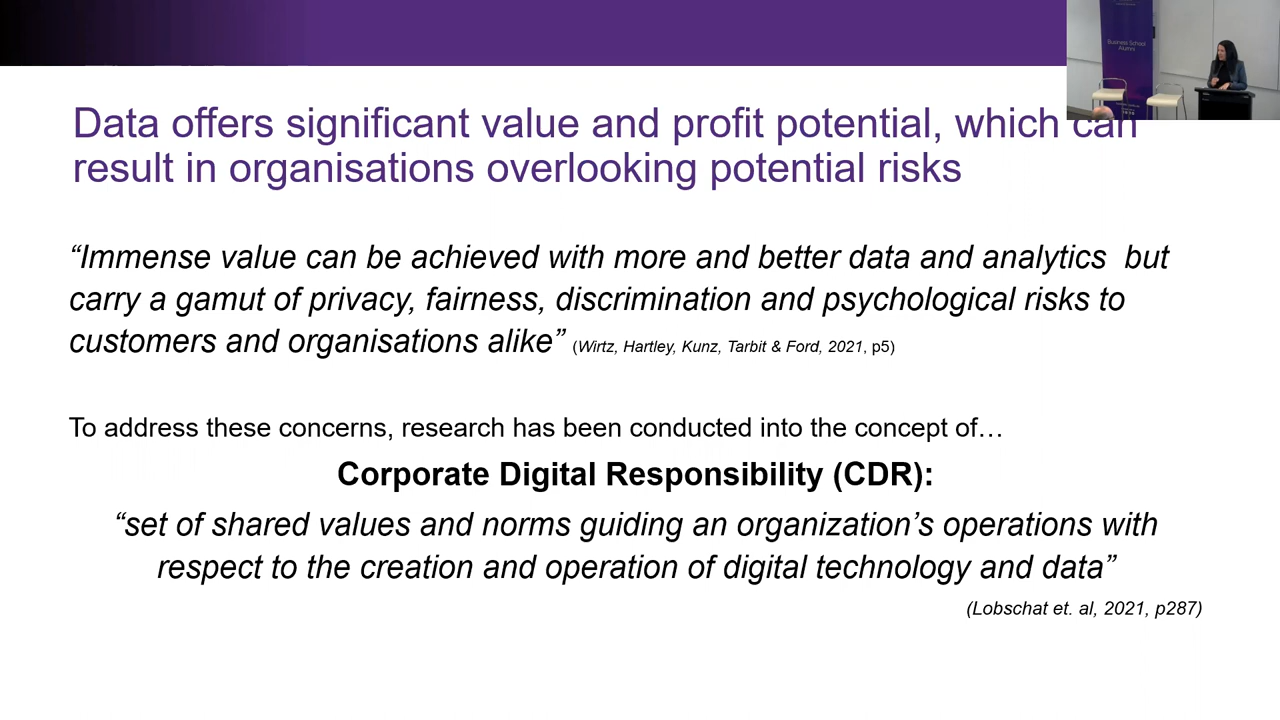 Data offers significant value and profit potential, which can
result in organisations overlooking potential risks
“Immense value can be achieved with more and better data and analytics  but
carry a gamut of privacy, fairness, discrimination and psychological risks to
customers and organisations alike” (Wirtz, Hartley, Kunz, Tarbit & Ford, 2021, p5)
To address these concerns, research has been conducted into the concept of…
Corporate Digital Responsibility (CDR):
“set of shared values and norms guiding an organization’s operations with
respect to the creation and operation of digital technology and data”
(Lobschat et. al, 2021, p287)
Business School
Alumni